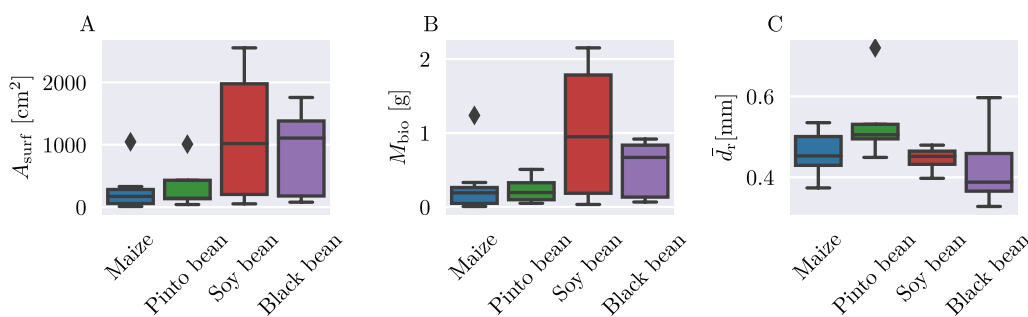 A
A_surf [cm²]
2000
1000
0
Maize
Pinto bean
Soy bean
Black bean
B
M_bio [g]
2
1
0
Maize
Pinto bean
Soy bean
Black bean
C
d̄_r[mm]
0.6
0.4
Maize
Pinto bean
Soy bean
Black bean